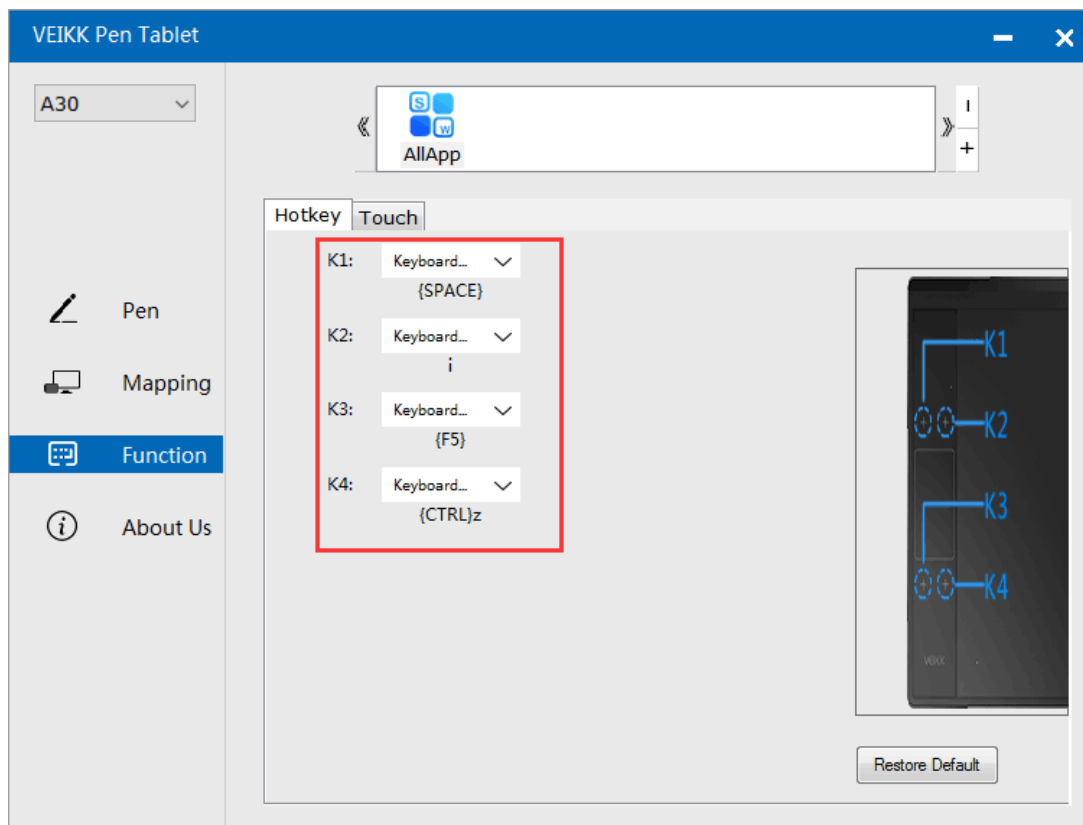 VEIKK Pen Tablet
A30
AllApp
Hotkey
Touch
K1: Keyboard...
{SPACE}
K2: Keyboard...
i
K3: Keyboard...
{F5}
K4: Keyboard...
{CTRL}z
Pen
Mapping
Function
About Us
K1
K2
K3
K4
VEIKK
Restore Default